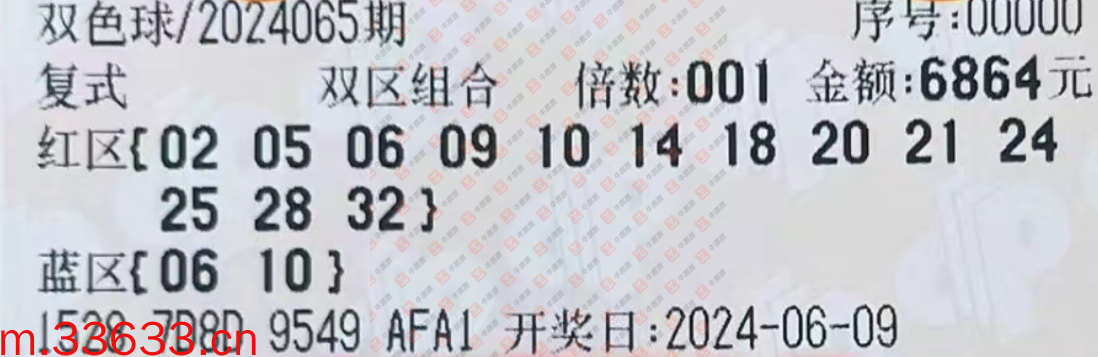 双色球/2024065期 序号:00000
复式 双区组合 倍数:001 金额:6864元
红区{02 05 06 09 10 14 18 20 21 24
25 28 32}
蓝区{06 10}
9549 AFA1 开奖日:2024-06-09
m.33633.cn